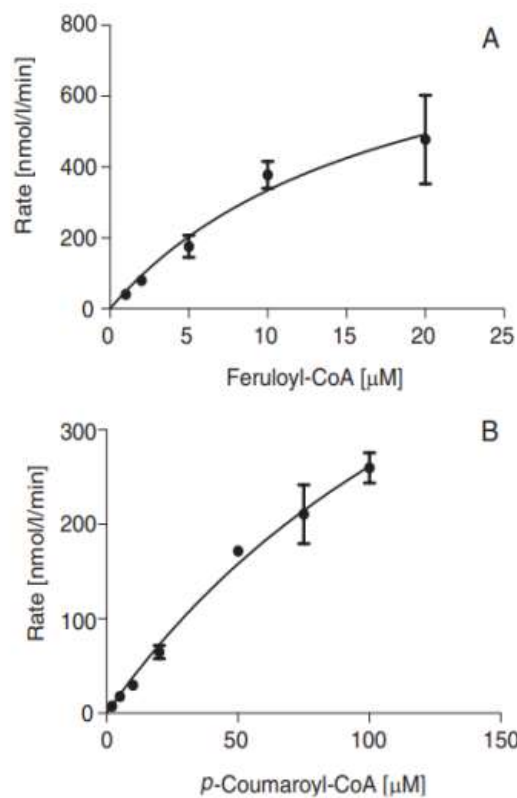 A
Rate [nmol/l/min]
800
600
400
200
0
0 5 10 15 20 25
Feruloyl-CoA [μM]
B
Rate [nmol/l/min]
300
200
100
0
0 50 100 150
p-Coumaroyl-CoA [μM]